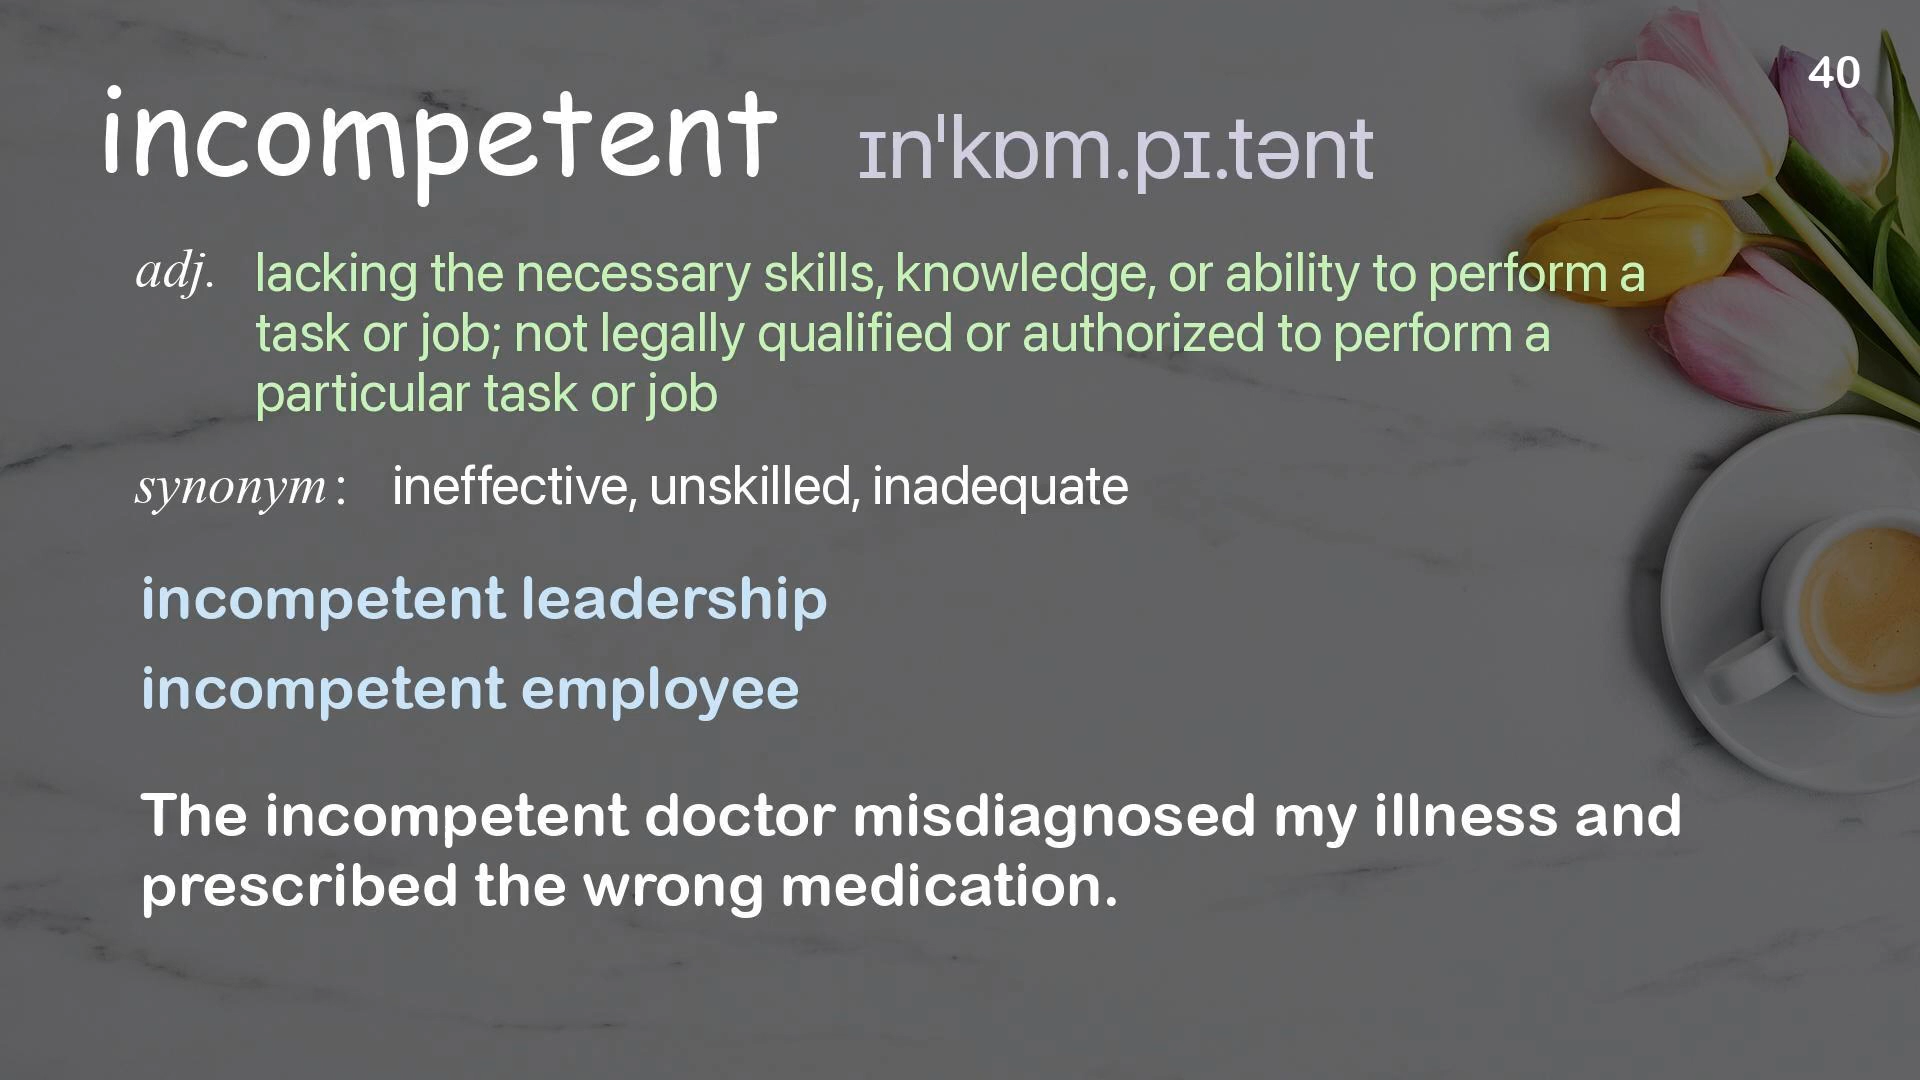 40
incompetent ɪnˈkɒm.pɪ.tənt
adj. lacking the necessary skills, knowledge, or ability to perform a
task or job; not legally qualified or authorized to perform a
particular task or job
synonym : ineffective, unskilled, inadequate
incompetent leadership
incompetent employee
The incompetent doctor misdiagnosed my illness and
prescribed the wrong medication.